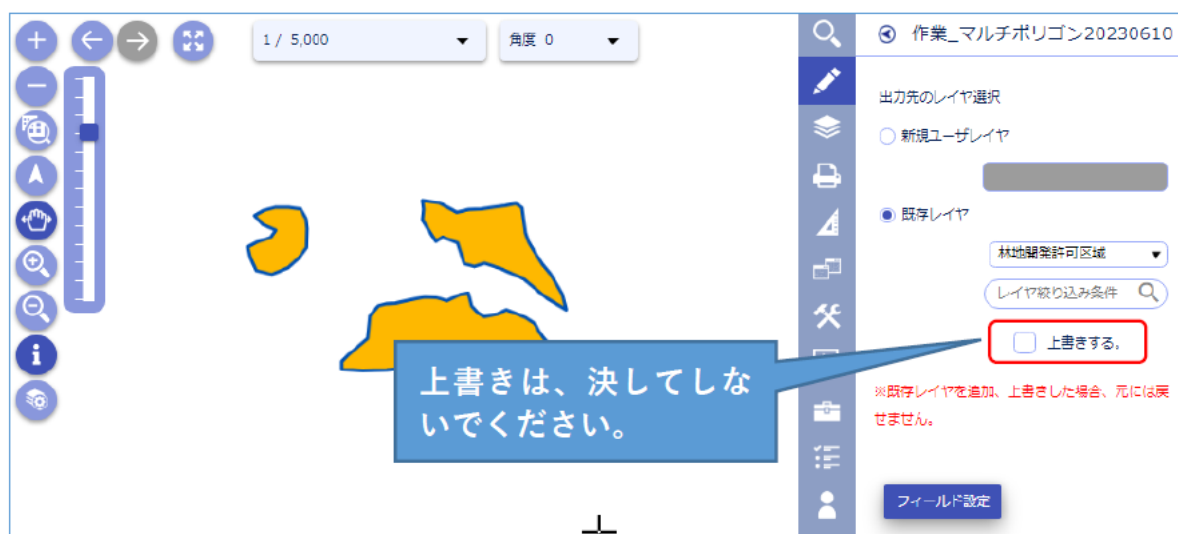 1 / 5,000
角度 0
作業_マルチポリゴン20230610
出力先のレイヤ選択
新規ユーザレイヤ
既存レイヤ
林地開発許可区域
レイヤ絞り込み条件
上書きする。
※既存レイヤを追加、上書きした場合、元には戻
せません。
フィールド設定
上書きは、決してしな
いでください。